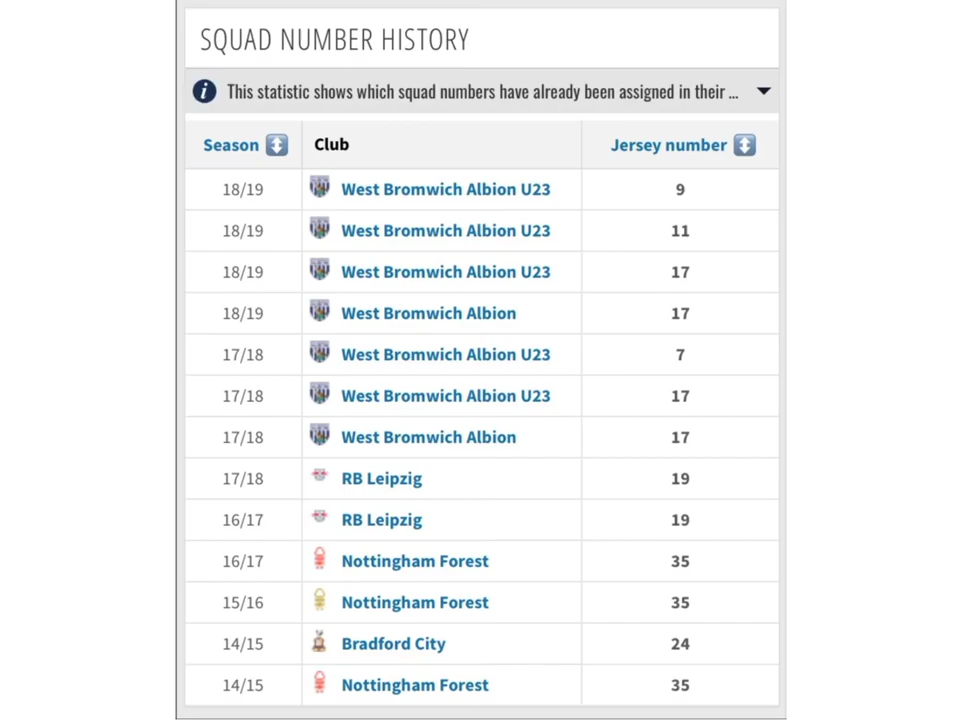 SQUAD NUMBER HISTORY
i This statistic shows which squad numbers have already been assigned in their ...
Season Club Jersey number
18/19 West Bromwich Albion U23 9
18/19 West Bromwich Albion U23 11
18/19 West Bromwich Albion U23 17
18/19 West Bromwich Albion 17
17/18 West Bromwich Albion U23 7
17/18 West Bromwich Albion U23 17
17/18 West Bromwich Albion 17
17/18 RB Leipzig 19
16/17 RB Leipzig 19
16/17 Nottingham Forest 35
15/16 Nottingham Forest 35
14/15 Bradford City 24
14/15 Nottingham Forest 35